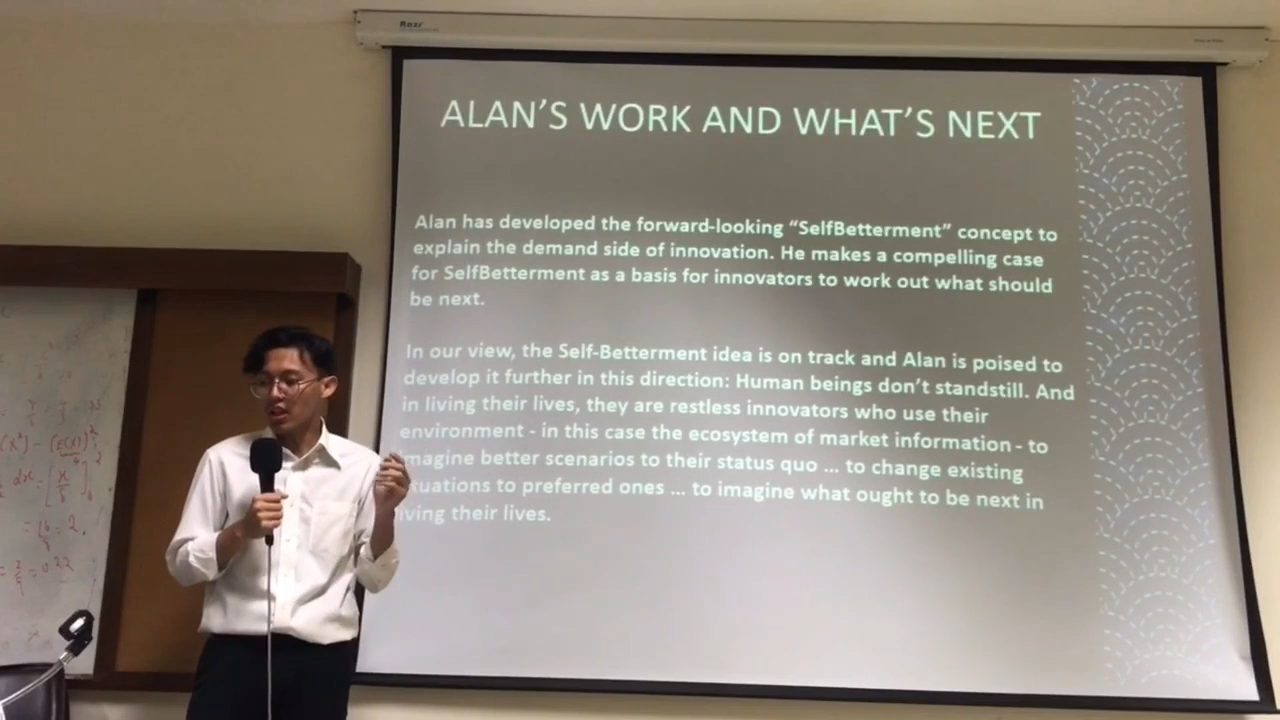 ALAN'S WORK AND WHAT'S NEXT
Alan has developed the forward-looking “SelfBetterment” concept to
explain the demand side of innovation. He makes a compelling case
for SelfBetterment as a basis for innovators to work out what should
be next.
In our view, the Self-Betterment idea is on track and Alan is poised to
develop it further in this direction: Human beings don't standstill. And
in living their lives, they are restless innovators who use their
environment - in this case the ecosystem of market information - to
better scenarios to their status quo ... to change existing
to preferred ones ... to imagine what ought to be next in
their lives.